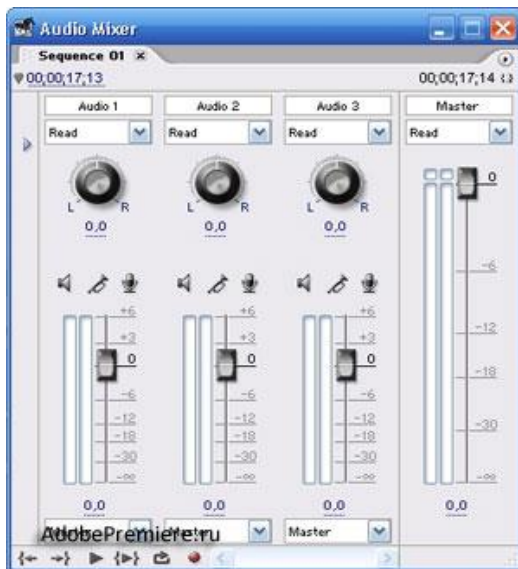 Audio Mixer
Sequence 01 ×
00;00;17;13 00;00;17;14
Audio 1 Audio 2 Audio 3 Master
Read Read Read Read
L R L R L R
0,0 0,0 0,0
0
+6 +6 +6
+3 +3 +3
-6
0 0 0
-6 -6 -6
-12
-12 -12 -12
-18
-18 -18 -18
-30
-30 -30 -30
-∞ -∞ -∞ -∞
0,0 0,0 0,0 0,0
Master Master
AdobePremiere.ru